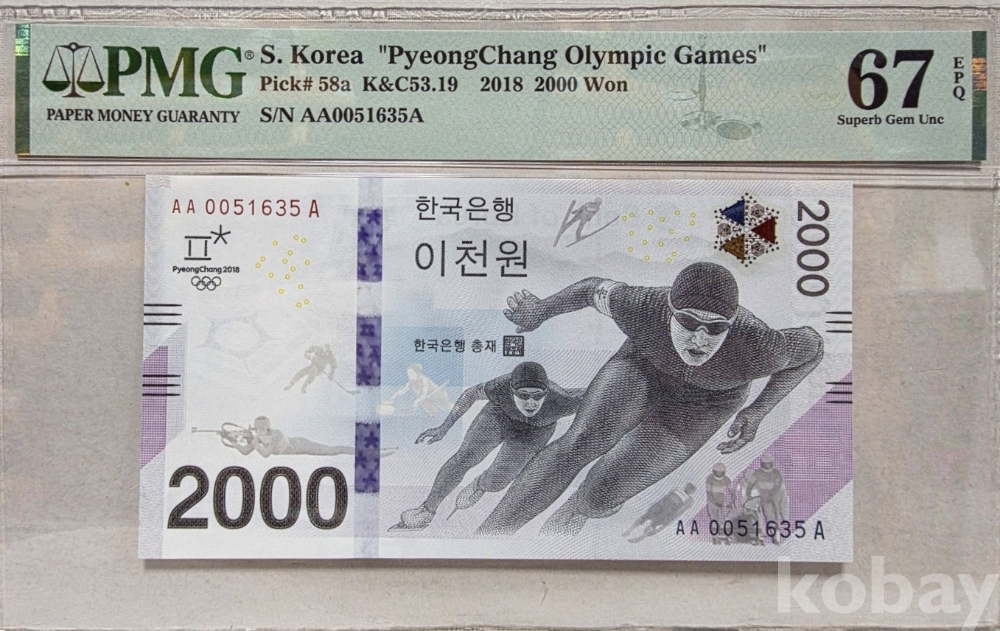 PMG® S. Korea "PyeongChang Olympic Games"
Pick# 58a K&C53.19 2018 2000 Won
PAPER MONEY GUARANTY S/N AA0051635A
67 EPQ
Superb Gem Unc
AA 0051635 A
PyeongChang 2018
한국은행
이천원
2000
한국은행 총재
2000
AA 0051635 A
kobay